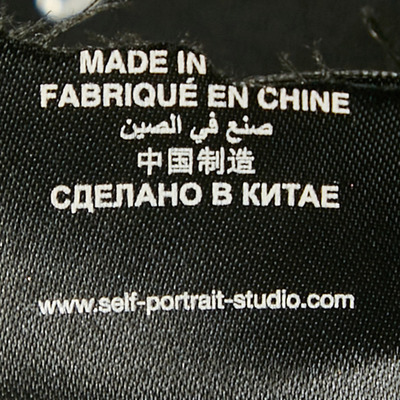 MADE IN
FABRIQUÉ EN CHINE
صنع في الصين
中国制造
СДЕЛАНО В КИТАЕ
www.self-portrait-studio.com